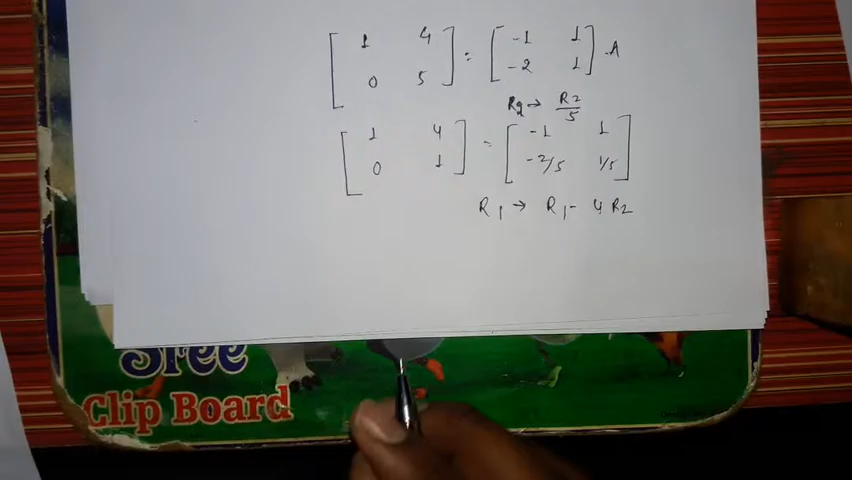 [1 4
0 5] = [-1 1
-2 1] .A
R2 → R2/5
[1 4
0 1] = [-1 1
-2/5 1/5]
R1 → R1 - 4R2
Sree
Clip Board